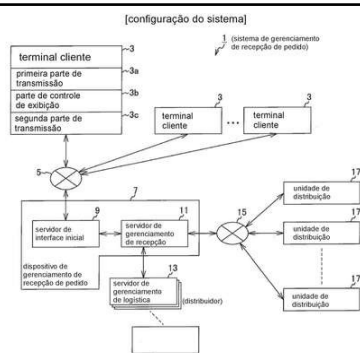 [configuração do sistema]
1 (sistema de gerenciamento
de recepção de pedido)
3
terminal cliente
primeira parte de
transmissão
3a
parte de controle
de exibição
3b
segunda parte de
transmissão
3c
3
terminal
cliente
...
3
terminal
cliente
5
7
9
servidor de
interface inicial
11
servidor de
gerenciamento
de recepção
dispositivo de
gerenciamento de
recepção de pedido
13
servidor de
gerenciamento
de logística
(distribuidor)
15
17
unidade de
distribuição
17
unidade de
distribuição
17
unidade de
distribuição